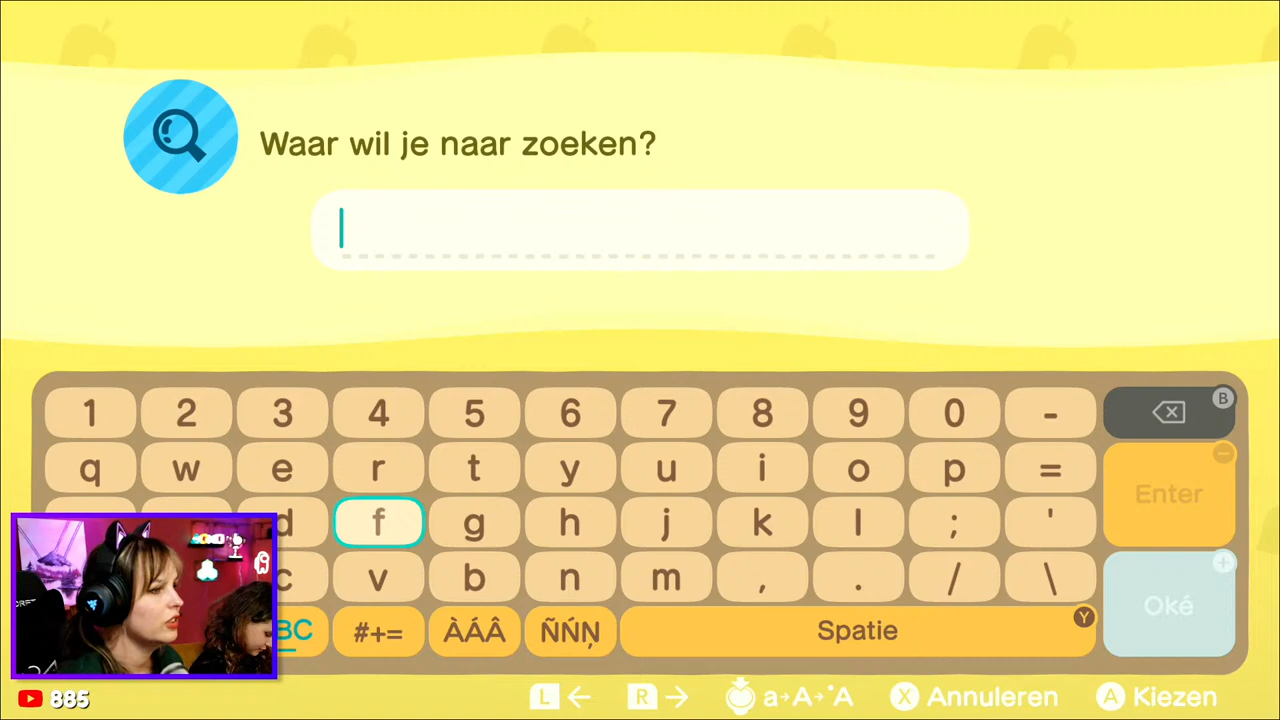 Waar wil je naar zoeken?
1 2 3 4 5 6 7 8 9 0 -
q w e r t y u i o p = Enter
d f g h j k l ; '
c v b n m , . / \ Oké
BC #+= ÀÁÂ ÑŃŅ Spatie
885 L ← R → a→A→*A X Annuleren A Kiezen
B
Y